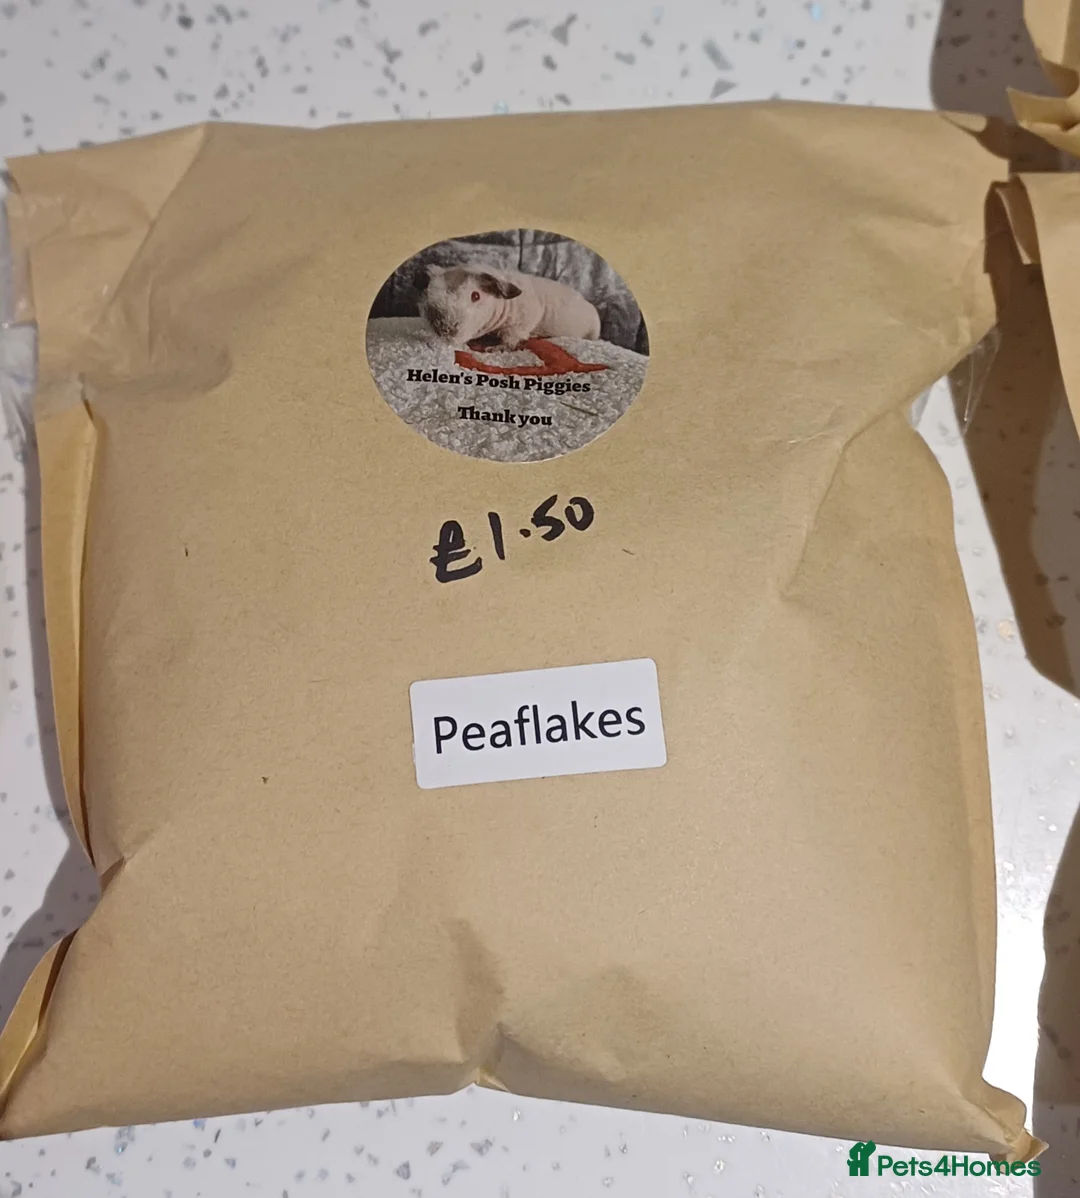 Helen's Posh Piggies
Thank you
£1.50
Peaflakes
Pets4Homes